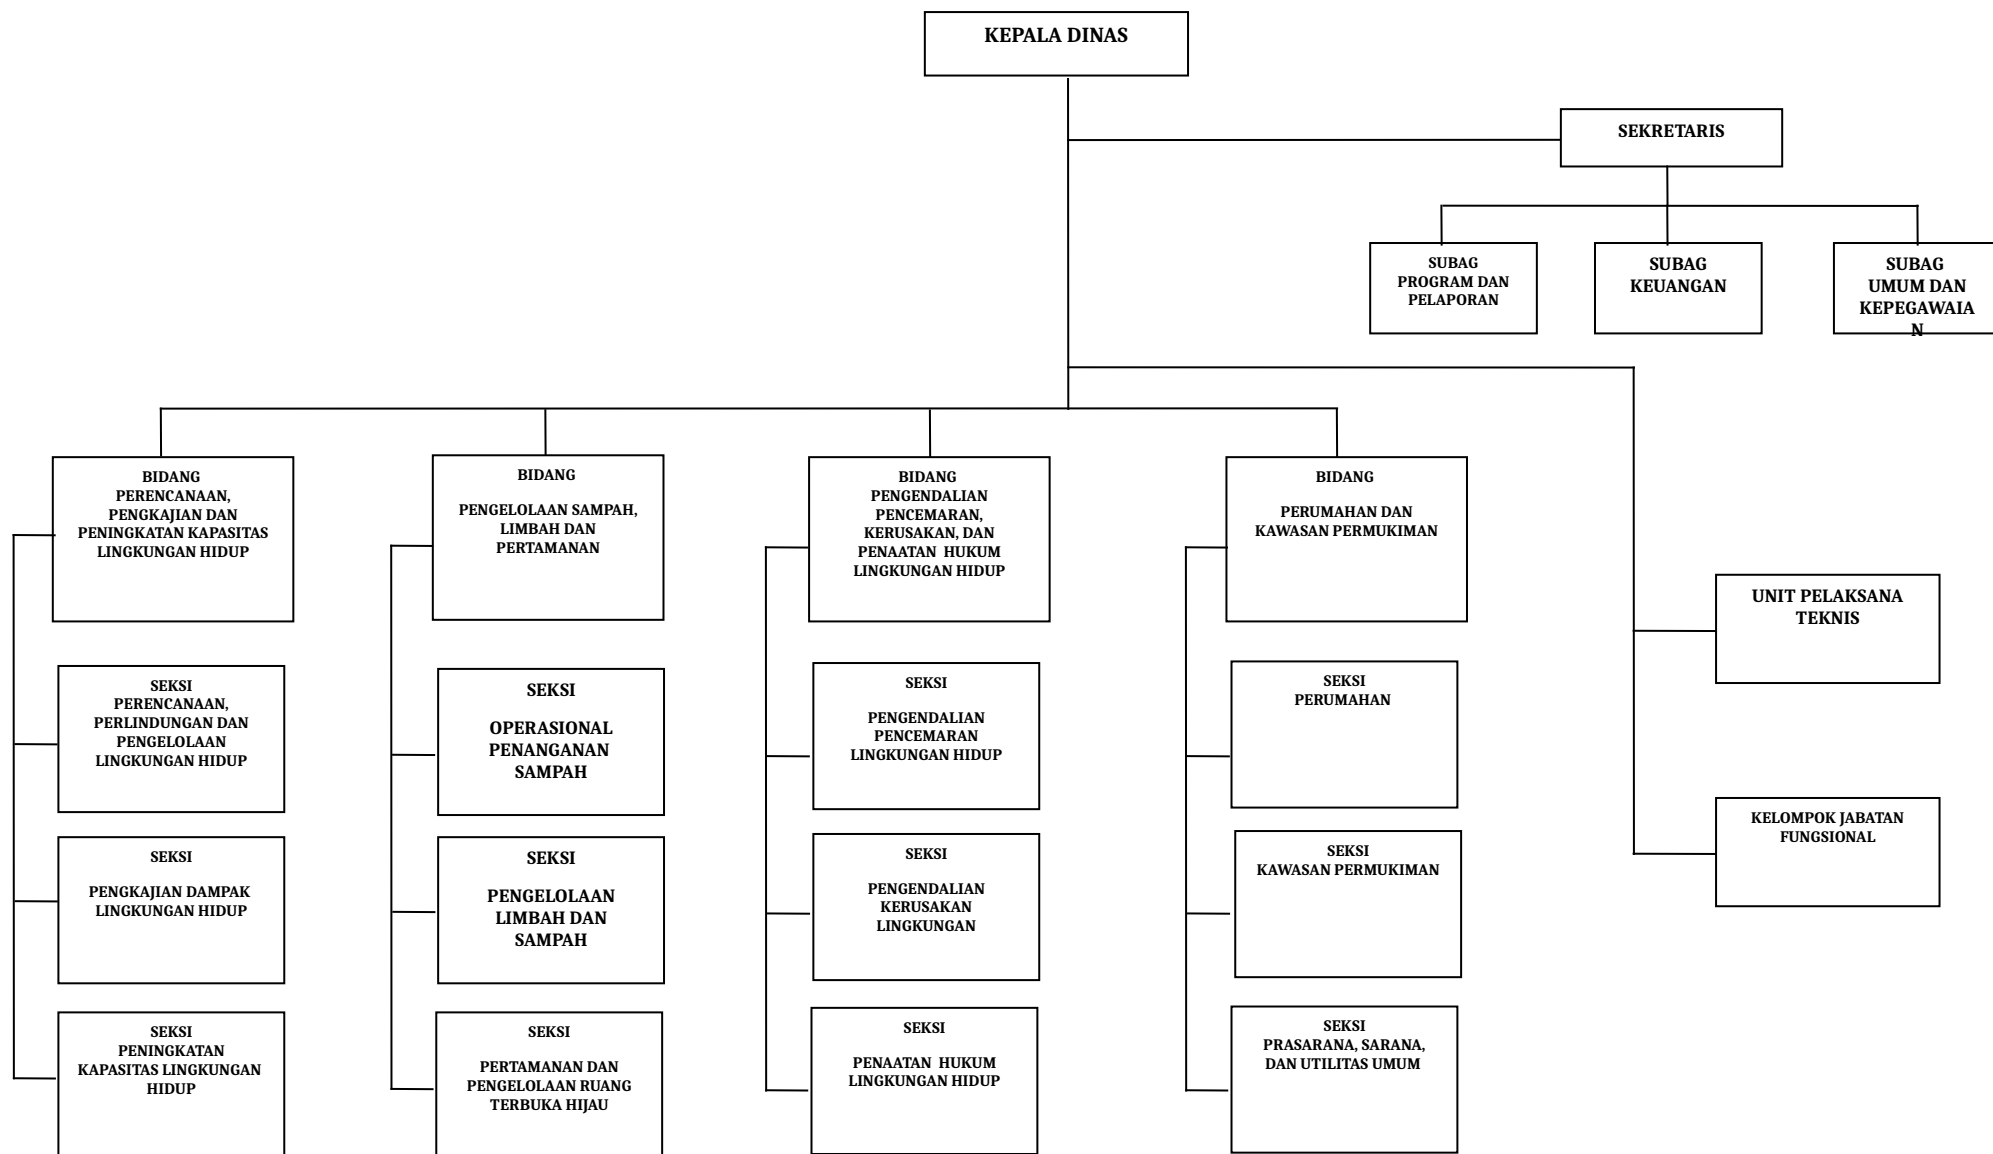 KEPALA DINAS
SEKRETARIS
SUBAG
PROGRAM DAN
PELAPORAN
SUBAG
KEUANGAN
SUBAG
UMUM DAN
KEPEGAWAIA
N
BIDANG
PERENCANAAN,
PENGKAJIAN DAN
PENINGKATAN KAPASITAS
LINGKUNGAN HIDUP
BIDANG
PENGELOLAAN SAMPAH,
LIMBAH DAN
PERTAMANAN
BIDANG
PENGENDALIAN
PENCEMARAN,
KERUSAKAN, DAN
PENAATAN HUKUM
LINGKUNGAN HIDUP
BIDANG
PERUMAHAN DAN
KAWASAN PERMUKIMAN
UNIT PELAKSANA
TEKNIS
SEKSI
PERENCANAAN,
PERLINDUNGAN DAN
PENGELOLAAN
LINGKUNGAN HIDUP
SEKSI
OPERASIONAL
PENANGANAN
SAMPAH
SEKSI
PENGENDALIAN
PENCEMARAN
LINGKUNGAN HIDUP
SEKSI
PERUMAHAN
KELOMPOK JABATAN
FUNGSIONAL
SEKSI
PENGKAJIAN DAMPAK
LINGKUNGAN HIDUP
SEKSI
PENGELOLAAN
LIMBAH DAN
SAMPAH
SEKSI
PENGENDALIAN
KERUSAKAN
LINGKUNGAN
SEKSI
KAWASAN PERMUKIMAN
SEKSI
PENINGKATAN
KAPASITAS LINGKUNGAN
HIDUP
SEKSI
PERTAMANAN DAN
PENGELOLAAN RUANG
TERBUKA HIJAU
SEKSI
PENAATAN HUKUM
LINGKUNGAN HIDUP
SEKSI
PRASARANA, SARANA,
DAN UTILITAS UMUM